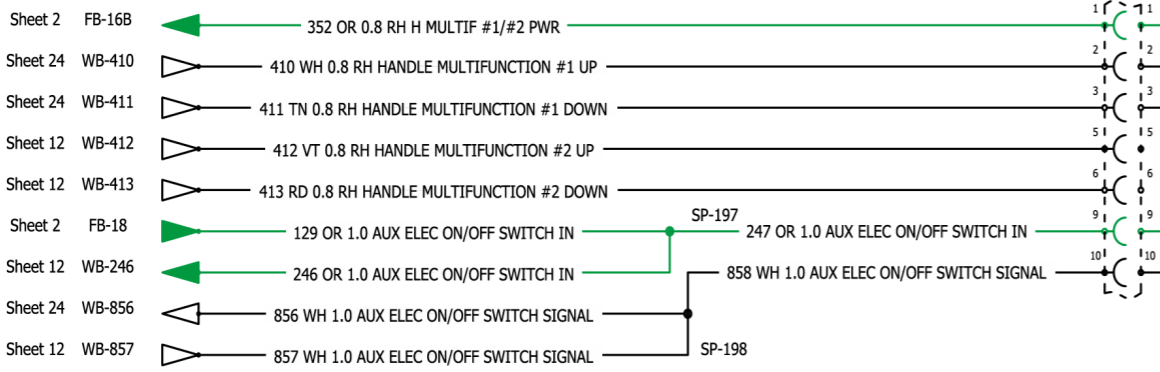 Sheet 2 FB-16B 352 OR 0.8 RH H MULTIF #1/#2 PWR 1 1
Sheet 24 WB-410 410 WH 0.8 RH HANDLE MULTIFUNCTION #1 UP 2 2
Sheet 24 WB-411 411 TN 0.8 RH HANDLE MULTIFUNCTION #1 DOWN 3 3
Sheet 12 WB-412 412 VT 0.8 RH HANDLE MULTIFUNCTION #2 UP 5 5
Sheet 12 WB-413 413 RD 0.8 RH HANDLE MULTIFUNCTION #2 DOWN 6 6
SP-197
Sheet 2 FB-18 129 OR 1.0 AUX ELEC ON/OFF SWITCH IN 247 OR 1.0 AUX ELEC ON/OFF SWITCH IN 9 9
Sheet 12 WB-246 246 OR 1.0 AUX ELEC ON/OFF SWITCH IN 858 WH 1.0 AUX ELEC ON/OFF SWITCH SIGNAL 10 10
Sheet 24 WB-856 856 WH 1.0 AUX ELEC ON/OFF SWITCH SIGNAL
Sheet 12 WB-857 857 WH 1.0 AUX ELEC ON/OFF SWITCH SIGNAL SP-198